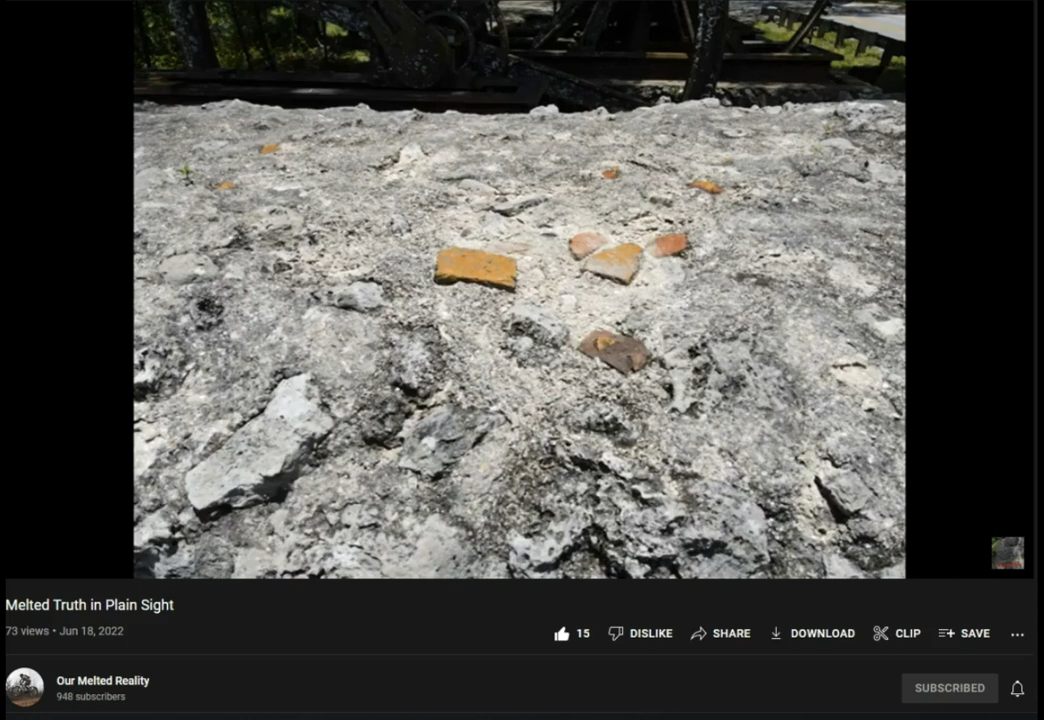 Melted Truth in Plain Sight
73 views • Jun 18, 2022
15 DISLIKE SHARE DOWNLOAD CLIP SAVE
Our Melted Reality
948 subscribers
SUBSCRIBED